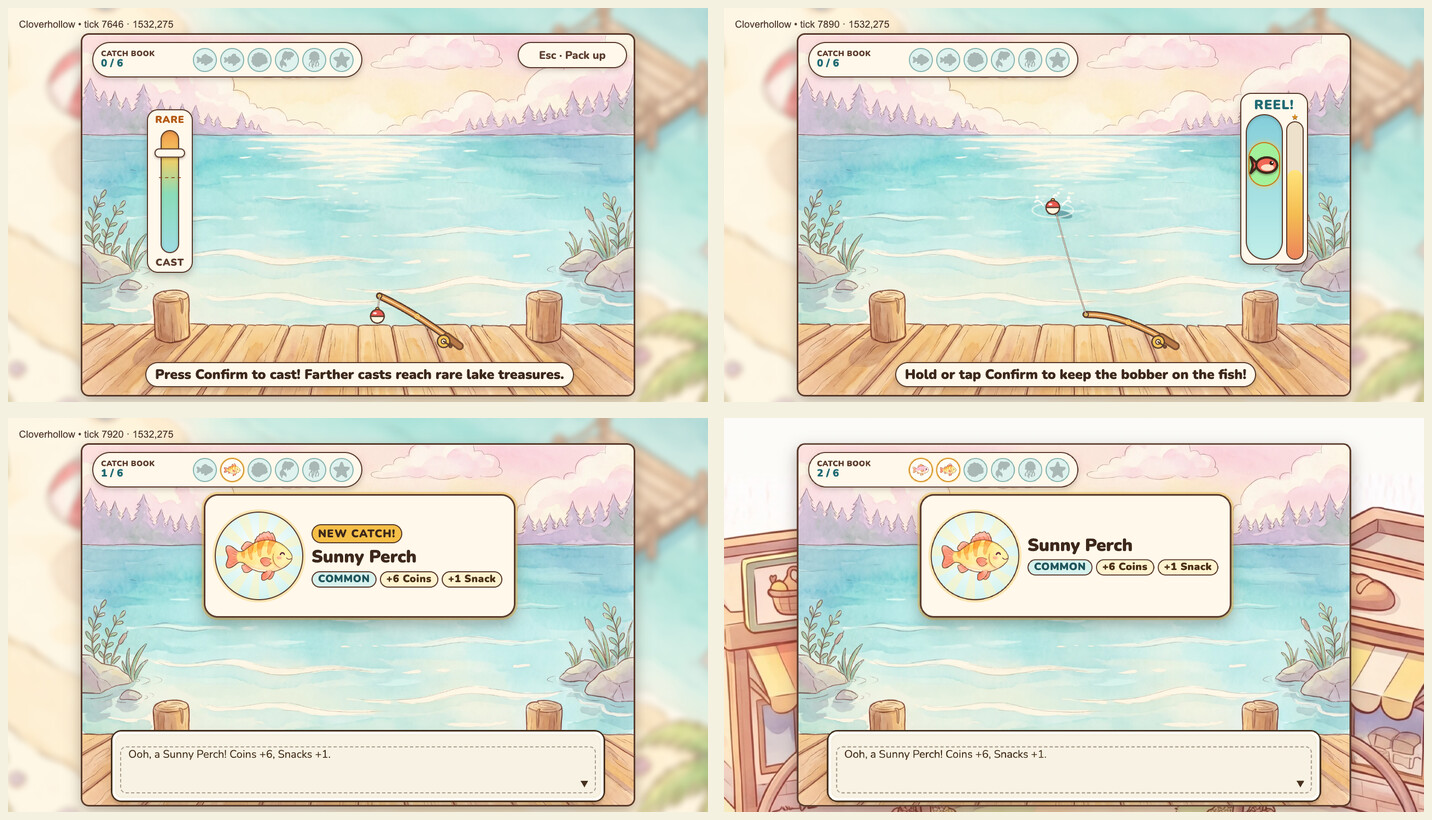 Cloverhollow • tick 7646 · 1532,275
CATCH BOOK
0 / 6
Esc · Pack up
RARE
CAST
Press Confirm to cast! Farther casts reach rare lake treasures.
Cloverhollow • tick 7890 · 1532,275
CATCH BOOK
0 / 6
REEL!
Hold or tap Confirm to keep the bobber on the fish!
Cloverhollow • tick 7920 · 1532,275
CATCH BOOK
1 / 6
NEW CATCH!
Sunny Perch
COMMON +6 Coins +1 Snack
Ooh, a Sunny Perch! Coins +6, Snacks +1.
CATCH BOOK
2 / 6
Sunny Perch
COMMON +6 Coins +1 Snack
Ooh, a Sunny Perch! Coins +6, Snacks +1.